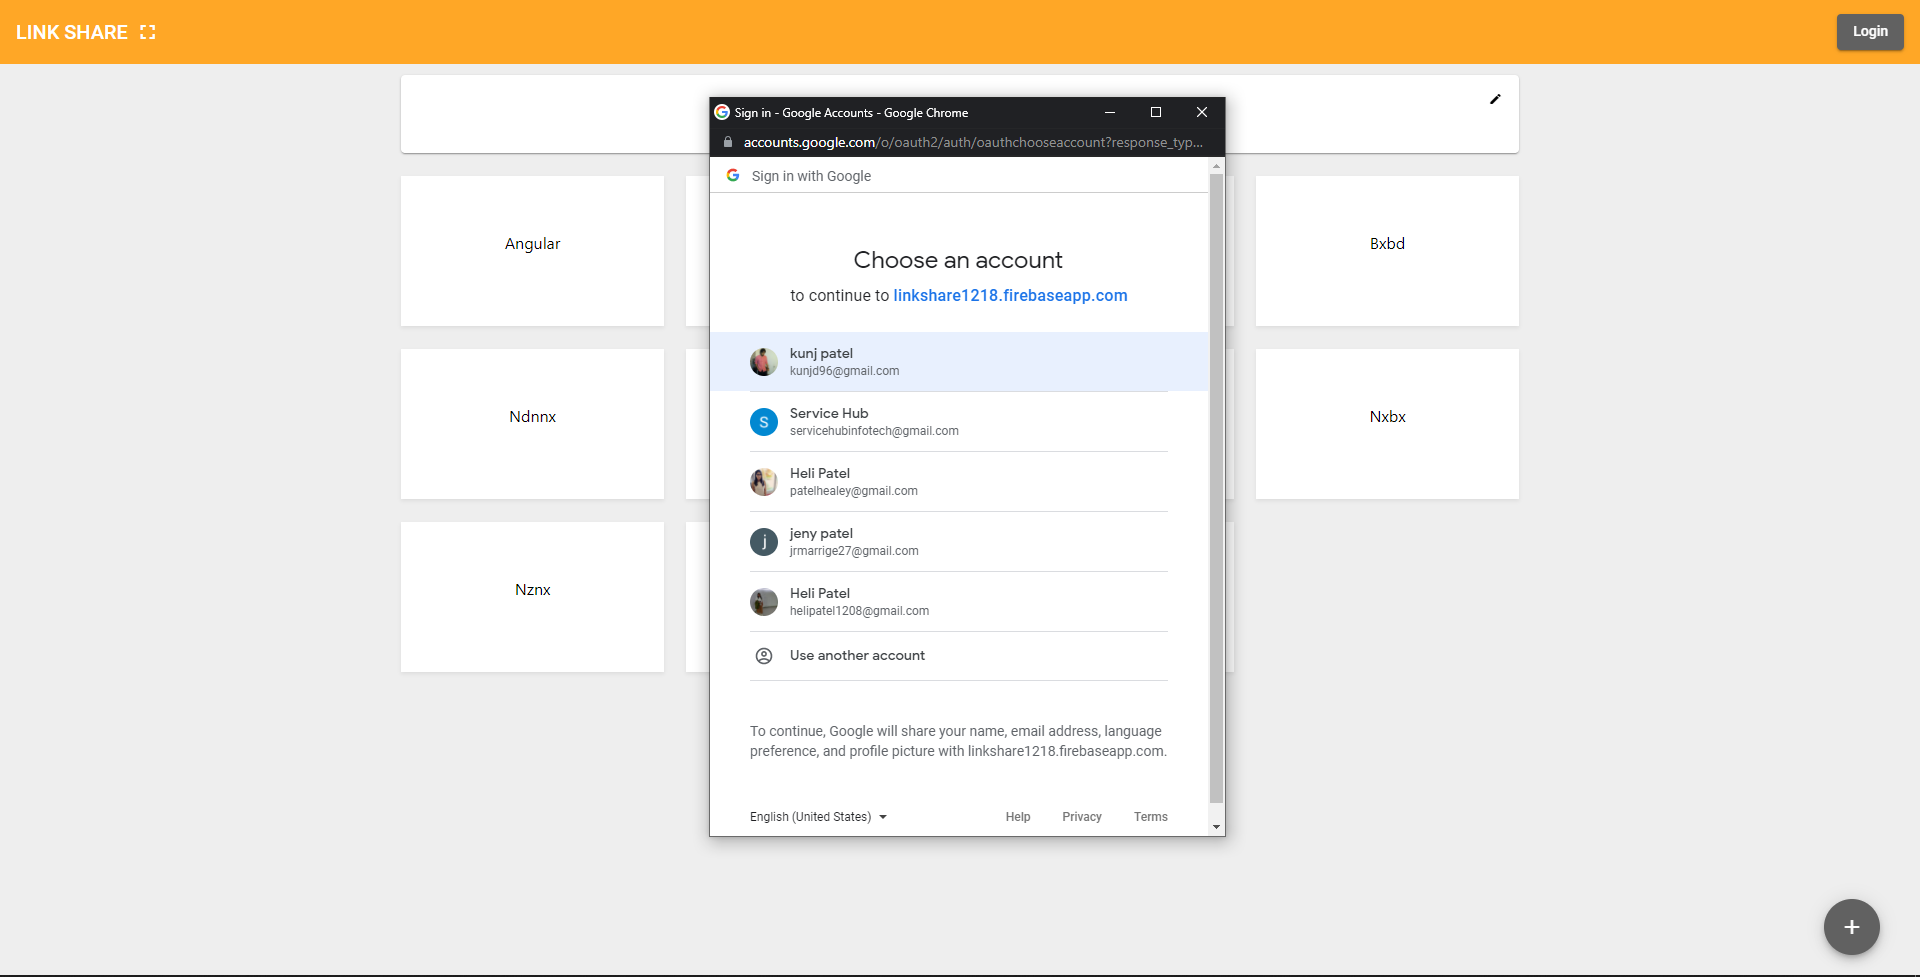 LINK SHARE
Login
Sign in - Google Accounts - Google Chrome
accounts.google.com/o/oauth2/auth/oauthchooseaccount?response_typ...
Sign in with Google
Choose an account
to continue to linkshare1218.firebaseapp.com
Angular
Bxbd
kunj patel
kunjd96@gmail.com
S
Service Hub
servicehubinfotech@gmail.com
Ndnnx
Nxbx
Heli Patel
patelhealey@gmail.com
j
jeny patel
jrmarrige27@gmail.com
Nznx
Heli Patel
helipatel1208@gmail.com
Use another account
To continue, Google will share your name, email address, language
preference, and profile picture with linkshare1218.firebaseapp.com.
English (United States)
Help
Privacy
Terms